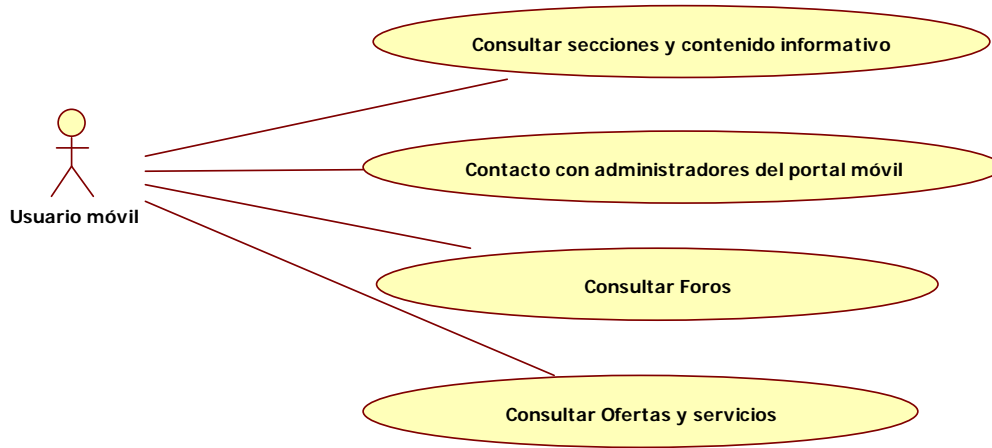 Consultar secciones y contenido informativo
Contacto con administradores del portal móvil
Usuario móvil
Consultar Foros
Consultar Ofertas y servicios